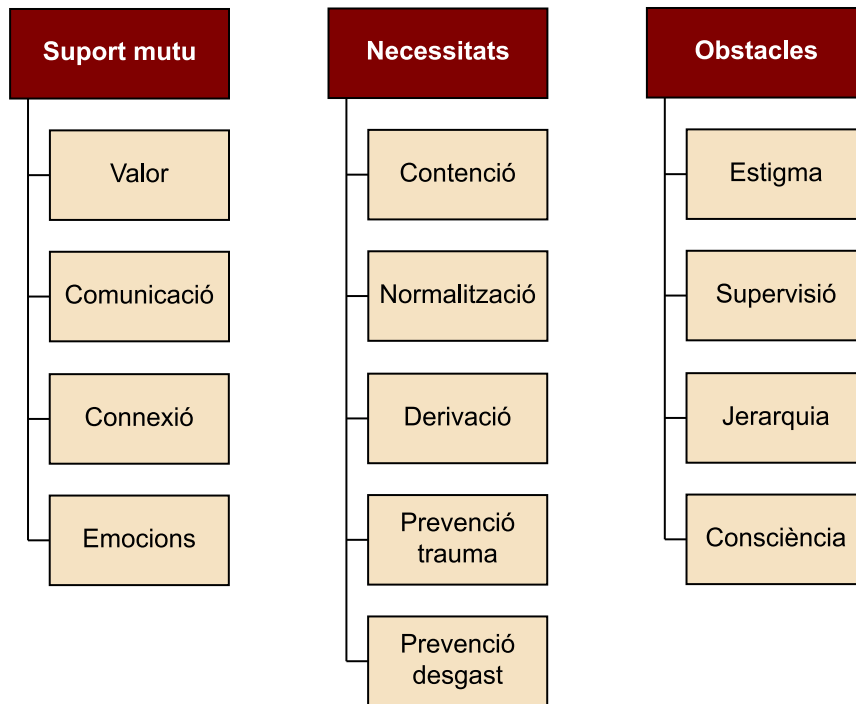 Suport mutu
Valor
Comunicació
Connexió
Emocions
Necessitats
Contenció
Normalització
Derivació
Prevenció
trauma
Prevenció
desgast
Obstacles
Estigma
Supervisió
Jerarquia
Consciència